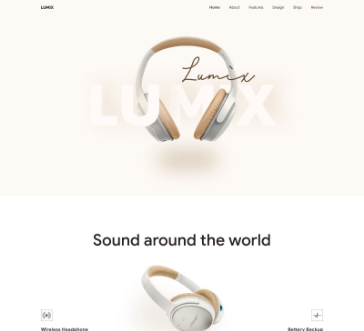 LUMIX
Home About Features Design Shop Review
Lumix
LUMIX
Sound around the world
Wireless Headphone
Battery Backup